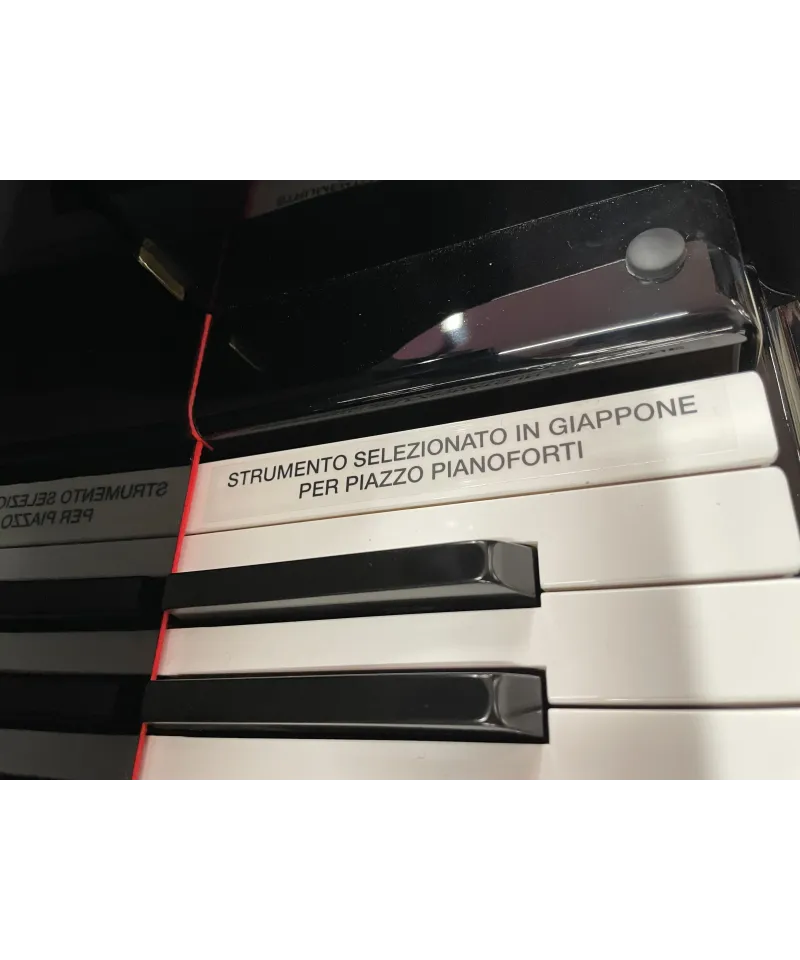 STRUMENTO SELEZIONATO IN GIAPPONE
PER PIAZZO PIANOFORTI